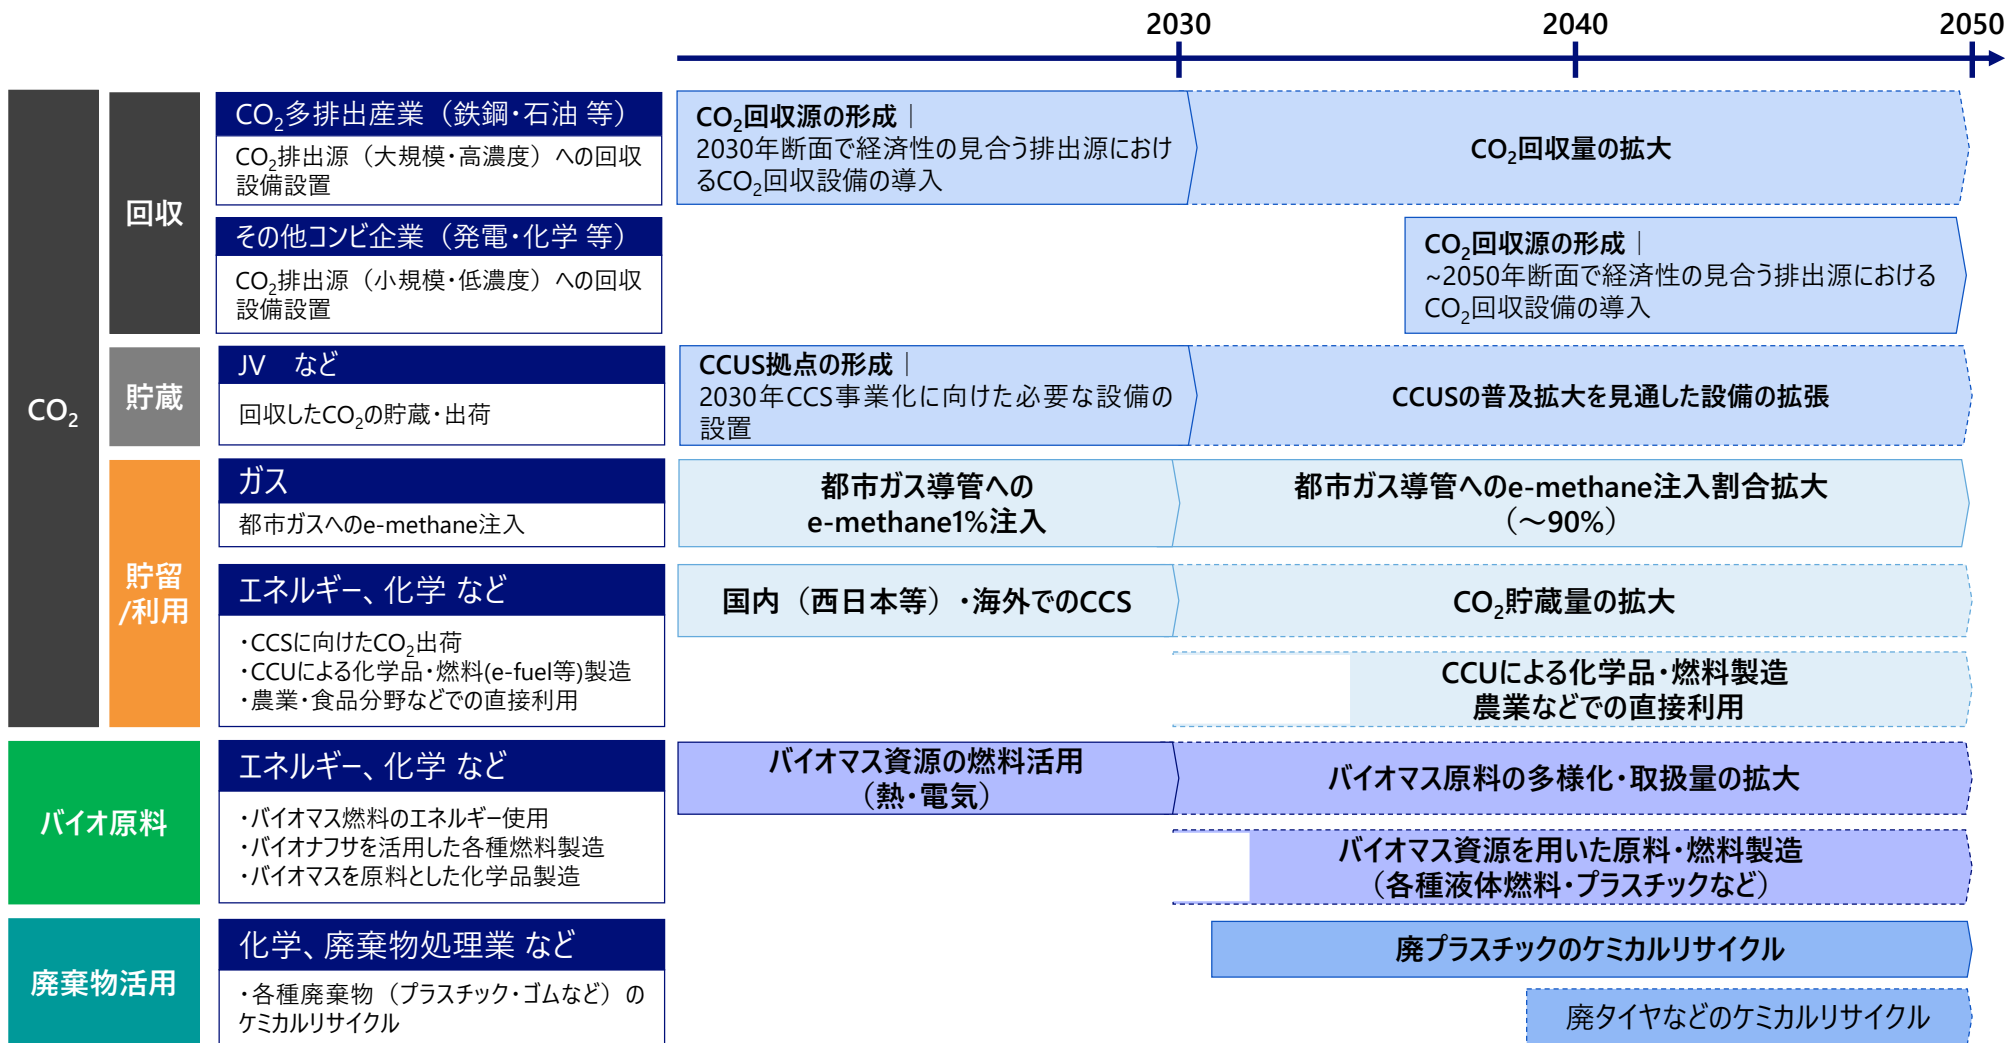 2030
2040
2050
CO₂
回収
CO₂多排出産業（鉄鋼・石油 等）
CO₂排出源（大規模・高濃度）への回収
設備設置
CO₂回収源の形成｜
2030年断面で経済性の見合う排出源におけ
るCO₂回収設備の導入
CO₂回収量の拡大
その他コンビ企業（発電・化学 等）
CO₂排出源（小規模・低濃度）への回収
設備設置
CO₂回収源の形成｜
~2050年断面で経済性の見合う排出源における
CO₂回収設備の導入
貯蔵
JV　など
回収したCO₂の貯蔵・出荷
CCUS拠点の形成｜
2030年CCS事業化に向けた必要な設備の
設置
CCUSの普及拡大を見通した設備の拡張
貯留
/利用
ガス
都市ガスへのe-methane注入
都市ガス導管への
e-methane1%注入
都市ガス導管へのe-methane注入割合拡大
（～90%）
エネルギー、化学 など
・CCSに向けたCO₂出荷
・CCUによる化学品・燃料(e-fuel等)製造
・農業・食品分野などでの直接利用
国内（西日本等）・海外でのCCS
CO₂貯蔵量の拡大
CCUによる化学品・燃料製造
農業などでの直接利用
バイオ原料
エネルギー、化学 など
・バイオマス燃料のエネルギー使用
・バイオナフサを活用した各種燃料製造
・バイオマスを原料とした化学品製造
バイオマス資源の燃料活用
（熱・電気）
バイオマス原料の多様化・取扱量の拡大
バイオマス資源を用いた原料・燃料製造
（各種液体燃料・プラスチックなど）
廃棄物活用
化学、廃棄物処理業 など
・各種廃棄物（プラスチック・ゴムなど）の
ケミカルリサイクル
廃プラスチックのケミカルリサイクル
廃タイヤなどのケミカルリサイクル